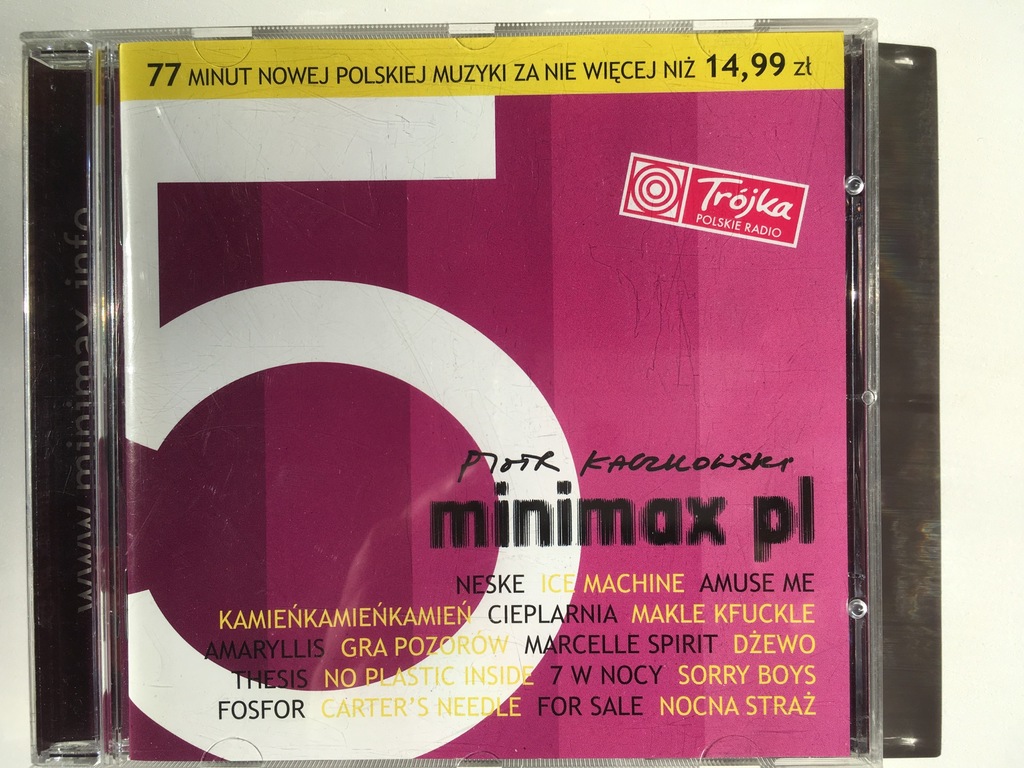 77 MINUT NOWEJ POLSKIEJ MUZYKI ZA NIE WIĘCEJ NIŻ 14,99 zł
5
Trójka
POLSKIE RADIO
www.minimax.info
PIOTR KACZKOWSKI
minimax pl
NESKE ICE MACHINE AMUSE ME
KAMIEŃKAMIEŃKAMIEŃ CIEPLARNIA MAKLE KFUCKLE
AMARYLLIS GRA POZORÓW MARCELLE SPIRIT DŻEWO
THESIS NO PLASTIC INSIDE 7 W NOCY SORRY BOYS
FOSFOR CARTER'S NEEDLE FOR SALE NOCNA STRAŻ